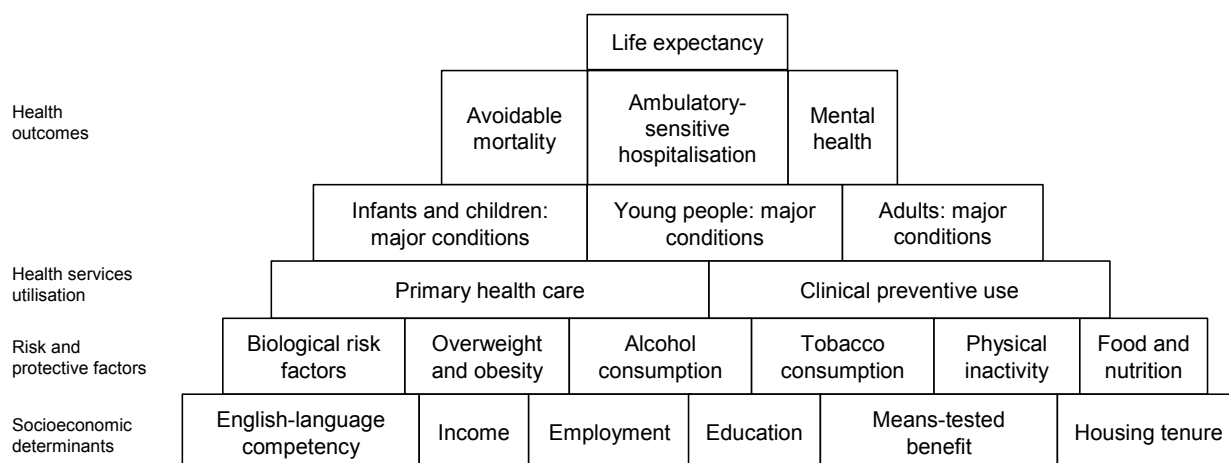 Life expectancy
Health
outcomes
Avoidable
mortality
Ambulatory-
sensitive
hospitalisation
Mental
health
Infants and children:
major conditions
Young people: major
conditions
Adults: major
conditions
Health services
utilisation
Primary health care
Clinical preventive use
Risk and
protective factors
Biological risk
factors
Overweight
and obesity
Alcohol
consumption
Tobacco
consumption
Physical
inactivity
Food and
nutrition
Socioeconomic
determinants
English-language
competency
Income
Employment
Education
Means-tested
benefit
Housing tenure